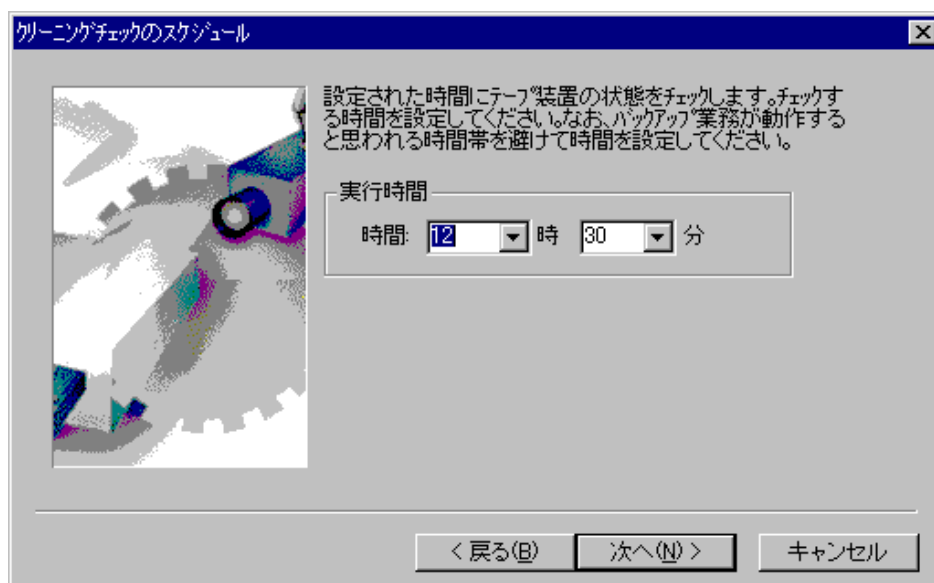 クリーニングチェックのスケジュール
設定された時間にテープ装置の状態をチェックします。チェックす
る時間を設定してください。なお、バックアップ業務が動作する
と思われる時間帯を避けて時間を設定してください。
実行時間
時間: 12 時 30 分
< 戻る(B) 次へ(N) > キャンセル